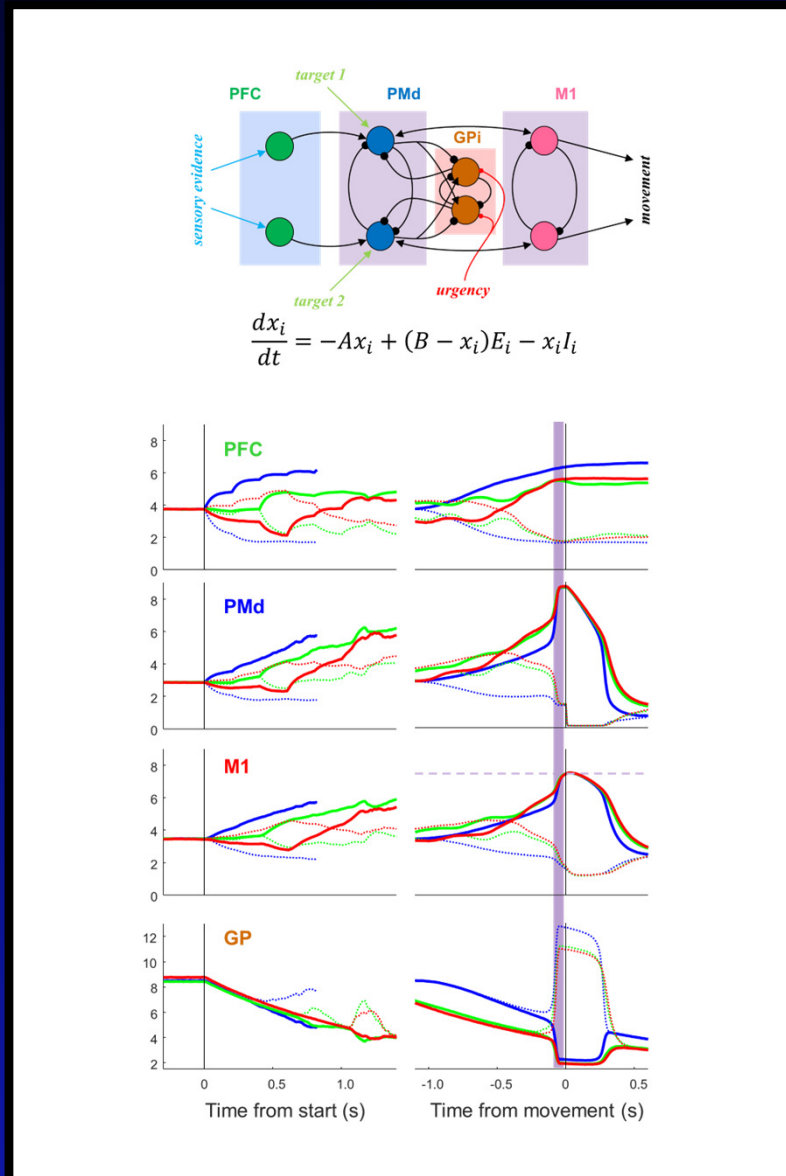 target 1
PFC
PMd
M1
GPi
sensory evidence
movement
target 2
urgency
dx_i/dt = −Ax_i + (B − x_i)E_i − x_iI_i
PFC
8
6
4
2
0
PMd
8
6
4
2
0
M1
8
6
4
2
0
GP
12
10
8
6
4
2
0 0.5 1.0
-1.0 -0.5 0 0.5
Time from start (s)
Time from movement (s)